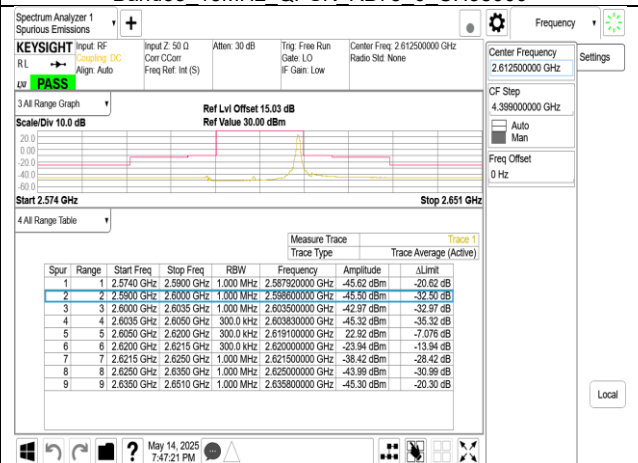 Spectrum Analyzer 1
Spurious Emissions
Frequency
KEYSIGHT
RL
PASS
Input: RF
Coupling: DC
Align: Auto
Input Z: 50 Ω
Corr CCorr
Freq Ref: Int (S)
Atten: 30 dB
Trig: Free Run
Gate: LO
IF Gain: Low
Center Freq: 2.612500000 GHz
Radio Std: None
Center Frequency
2.612500000 GHz
Settings
CF Step
4.399000000 GHz
Auto
Man
Freq Offset
0 Hz
3 All Range Graph
Ref Lvl Offset 15.03 dB
Scale/Div 10.0 dB
Ref Value 30.00 dBm
20.0
0.00
-20.0
-40.0
-60.0
Start 2.574 GHz
Stop 2.651 GHz
4 All Range Table
Measure Trace Trace 1
Trace Type Trace Average (Active)
Spur Range Start Freq Stop Freq RBW Frequency Amplitude ΔLimit
1 1 2.5740 GHz 2.5900 GHz 1.000 MHz 2.587920000 GHz -45.62 dBm -20.62 dB
2 2 2.5900 GHz 2.6000 GHz 1.000 MHz 2.598600000 GHz -45.50 dBm -32.50 dB
3 3 2.6000 GHz 2.6035 GHz 1.000 MHz 2.603500000 GHz -42.97 dBm -32.97 dB
4 4 2.6035 GHz 2.6050 GHz 300.0 kHz 2.603830000 GHz -45.32 dBm -35.32 dB
5 5 2.6050 GHz 2.6200 GHz 300.0 kHz 2.619100000 GHz 22.92 dBm -7.076 dB
6 6 2.6200 GHz 2.6215 GHz 300.0 kHz 2.620000000 GHz -23.94 dBm -13.94 dB
7 7 2.6215 GHz 2.6250 GHz 1.000 MHz 2.621500000 GHz -38.42 dBm -28.42 dB
8 8 2.6250 GHz 2.6350 GHz 1.000 MHz 2.625000000 GHz -43.99 dBm -30.99 dB
9 9 2.6350 GHz 2.6510 GHz 1.000 MHz 2.635800000 GHz -45.30 dBm -20.30 dB
Local
May 14, 2025
7:47:21 PM